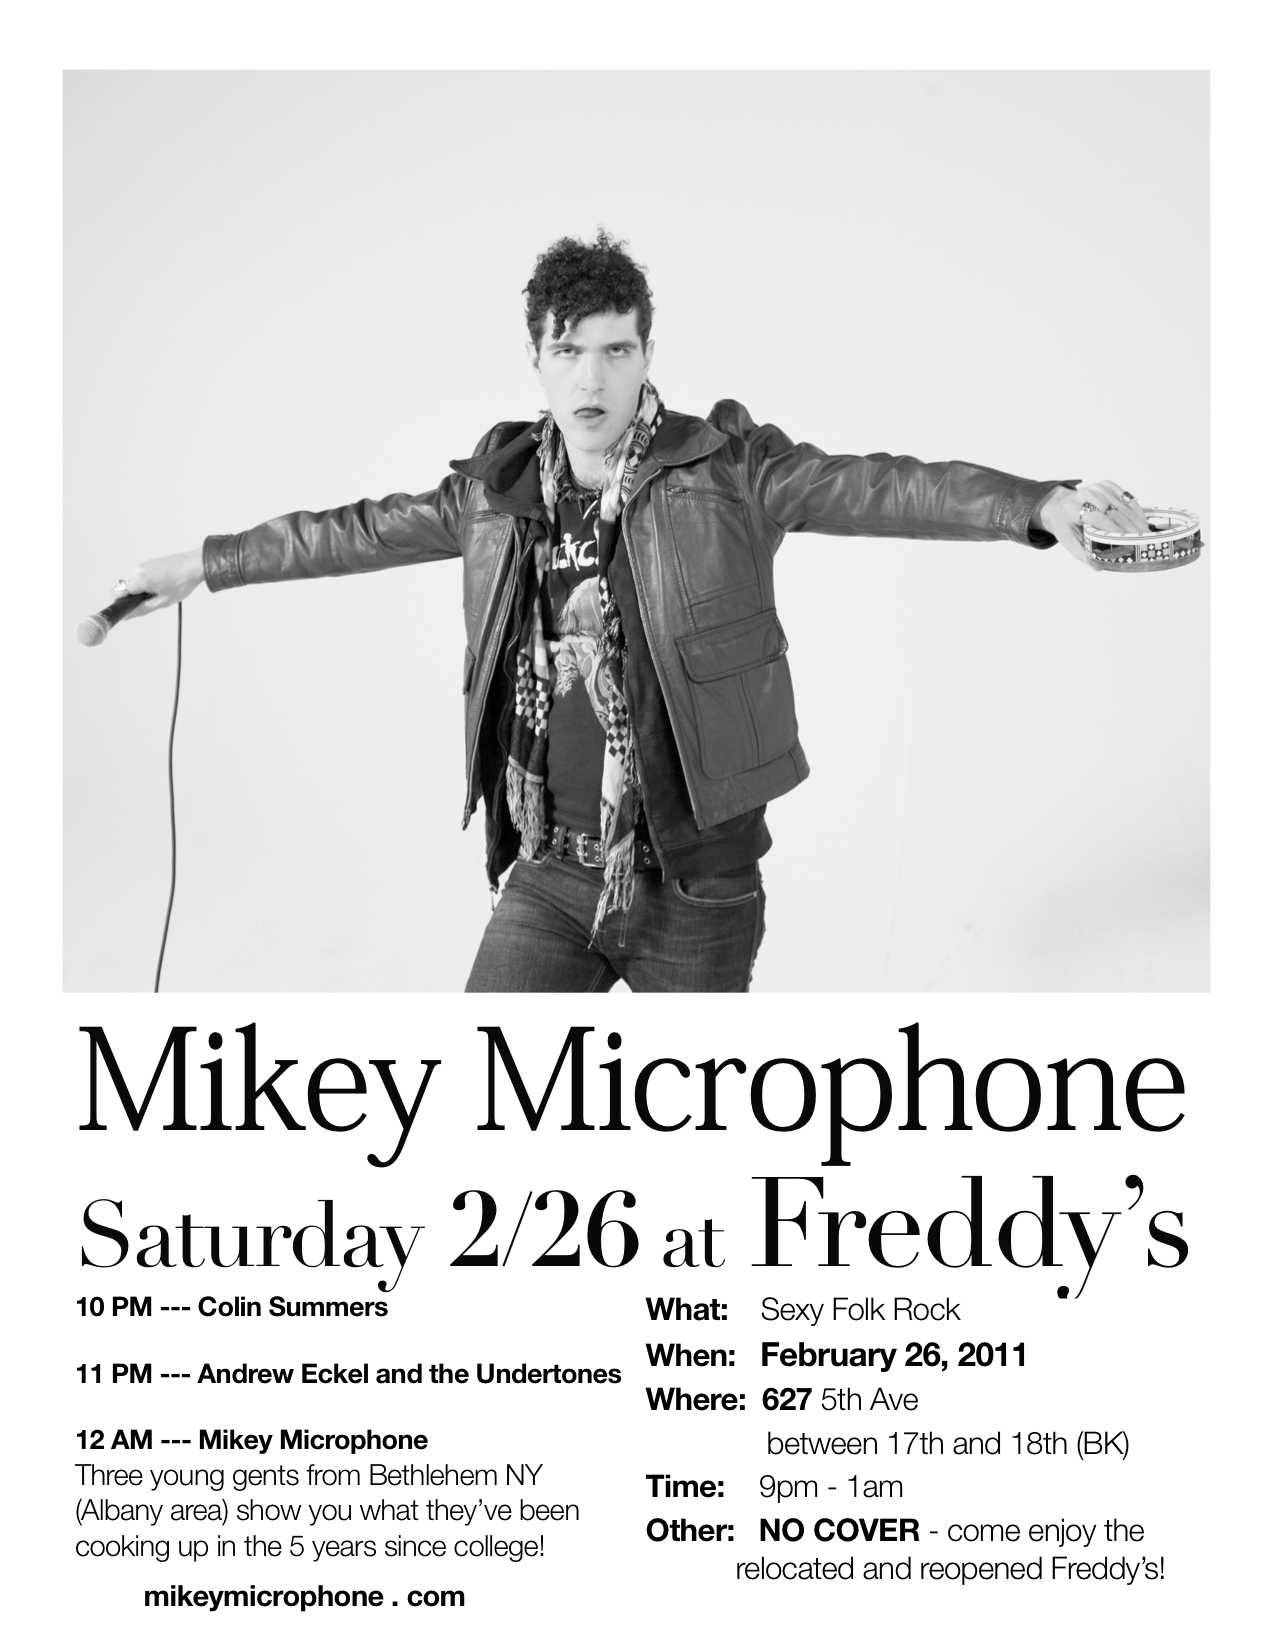 Mikey Microphone
Saturday 2/26 at Freddy's
10 PM --- Colin Summers
11 PM --- Andrew Eckel and the Undertones
12 AM --- Mikey Microphone
Three young gents from Bethlehem NY
(Albany area) show you what they've been
cooking up in the 5 years since college!
mikeymicrophone . com
What: Sexy Folk Rock
When: February 26, 2011
Where: 627 5th Ave
between 17th and 18th (BK)
Time: 9pm - 1am
Other: NO COVER - come enjoy the
relocated and reopened Freddy's!